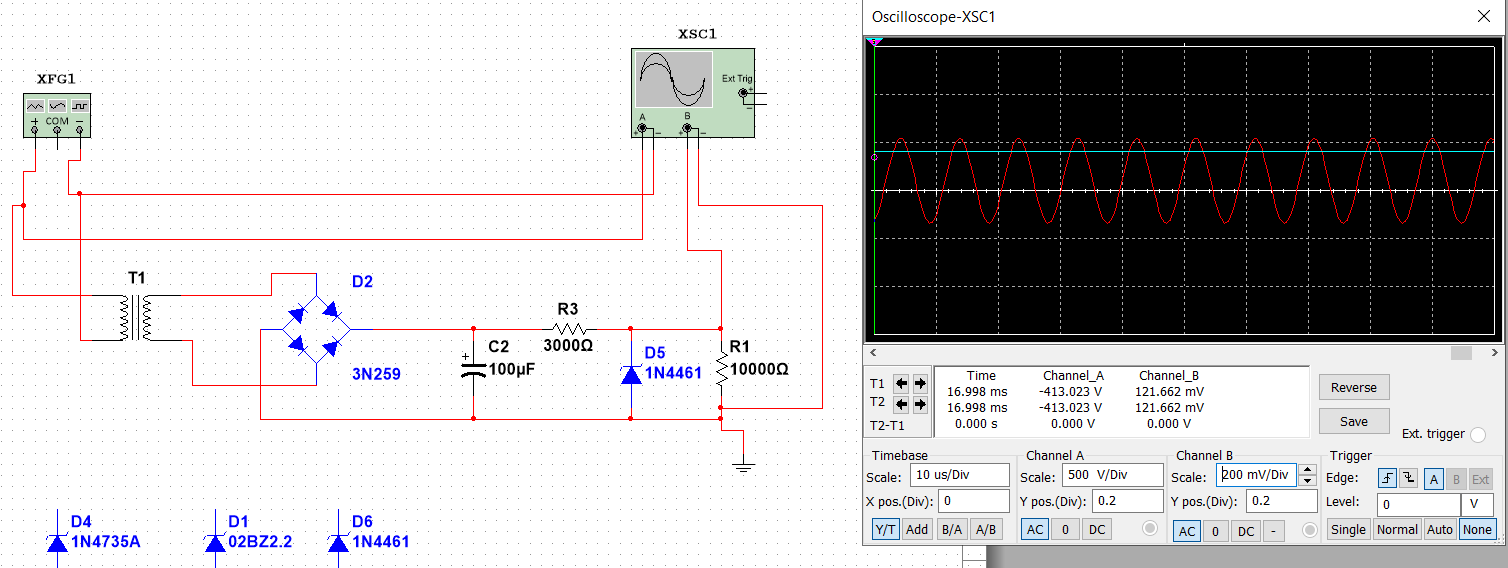 XFG1
+ COM −
XSC1
Ext Trig
+
−
A
B
+ − + −
T1
D2
3N259
C2
+
100µF
R3
3000Ω
D5
1N4461
R1
10000Ω
D4
1N4735A
D1
02BZ2.2
D6
1N4461
Oscilloscope-XSC1
Time Channel_A Channel_B
T1 16.998 ms -413.023 V 121.662 mV
T2 16.998 ms -413.023 V 121.662 mV
T2-T1 0.000 s 0.000 V 0.000 V
Reverse
Save
Ext. trigger
Timebase
Scale: 10 us/Div
X pos.(Div): 0
Y/T Add B/A A/B
Channel A
Scale: 500 V/Div
Y pos.(Div): 0.2
AC 0 DC
Channel B
Scale: 200 mV/Div
Y pos.(Div): 0.2
AC 0 DC -
Trigger
Edge: A B Ext
Level: 0 V
Single Normal Auto None